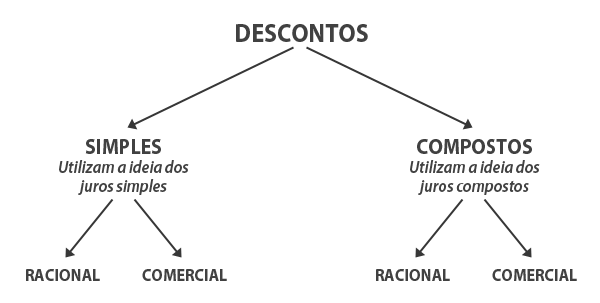 DESCONTOS
SIMPLES
Utilizam a ideia dos
juros simples
COMPOSTOS
Utilizam a ideia dos
juros compostos
RACIONAL
COMERCIAL
RACIONAL
COMERCIAL